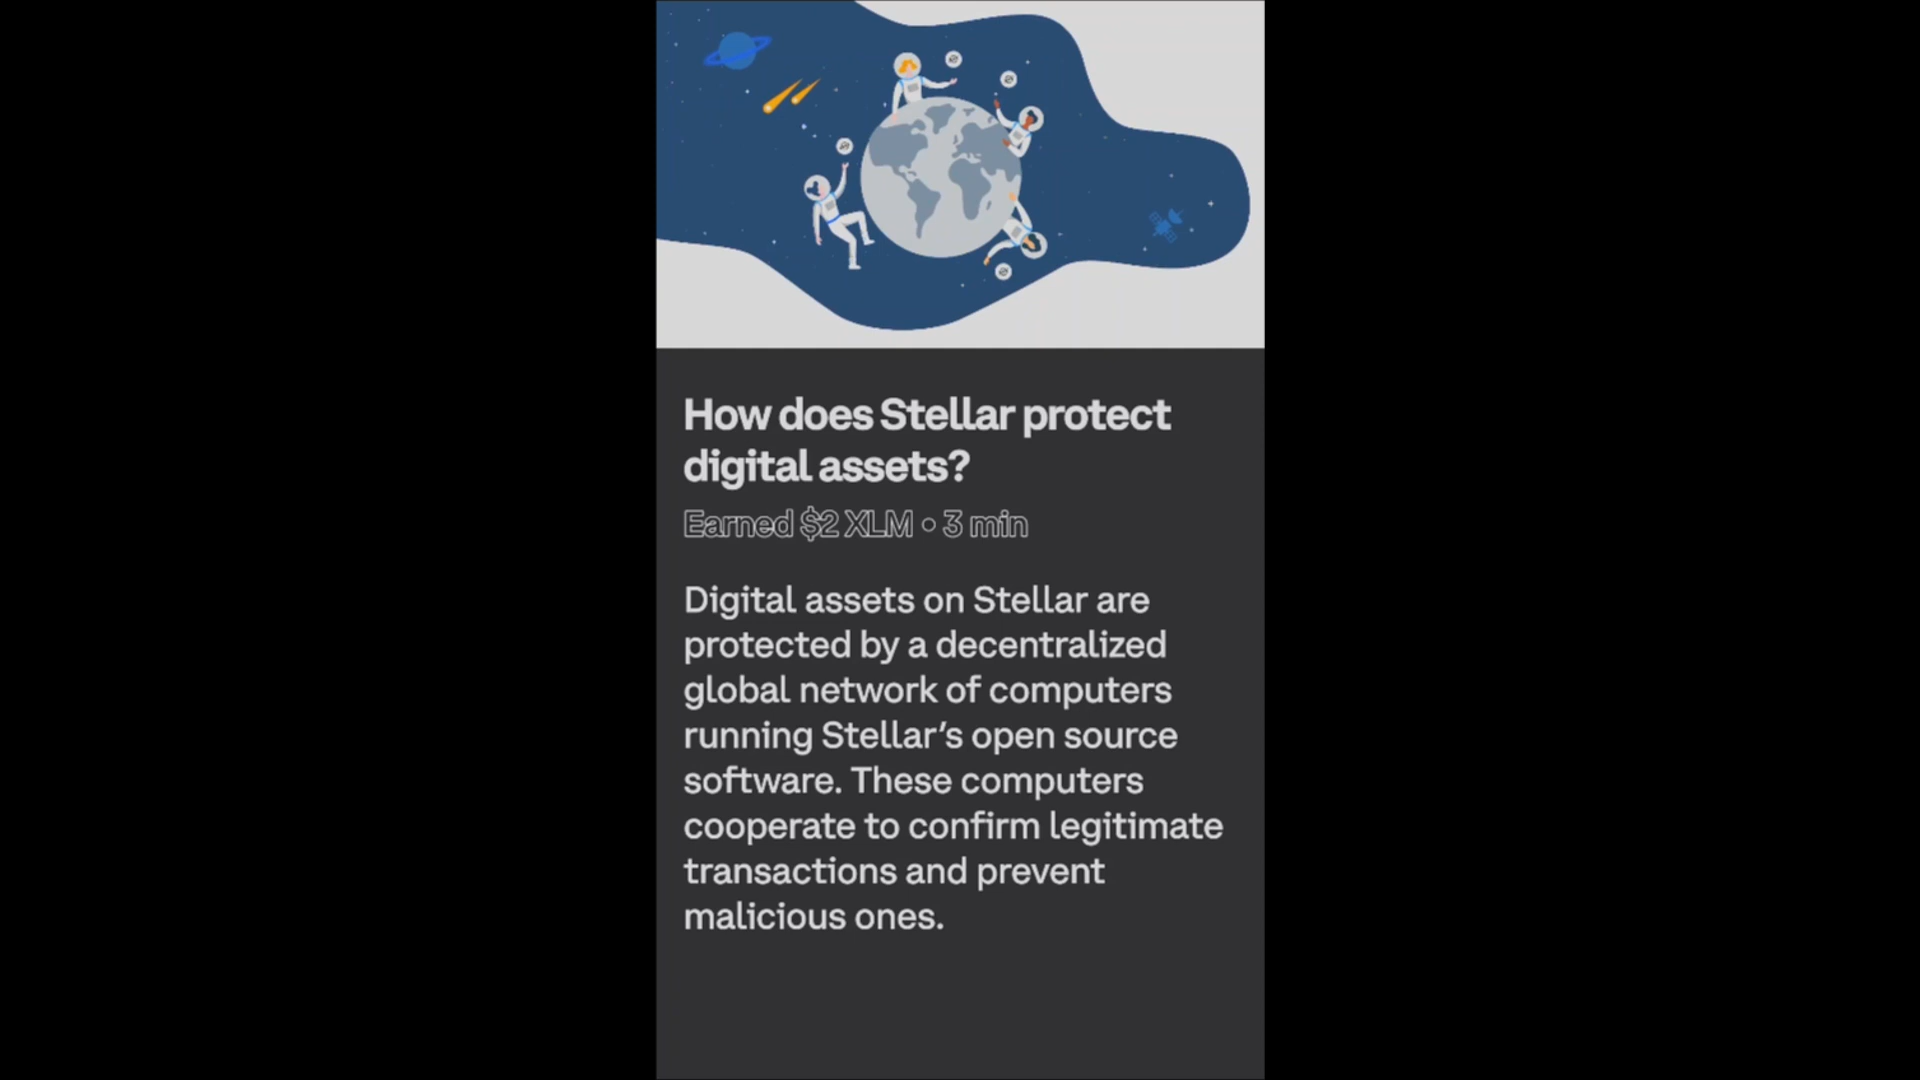 How does Stellar protect
digital assets?
Earned $2 XLM • 3 min
Digital assets on Stellar are
protected by a decentralized
global network of computers
running Stellar’s open source
software. These computers
cooperate to confirm legitimate
transactions and prevent
malicious ones.